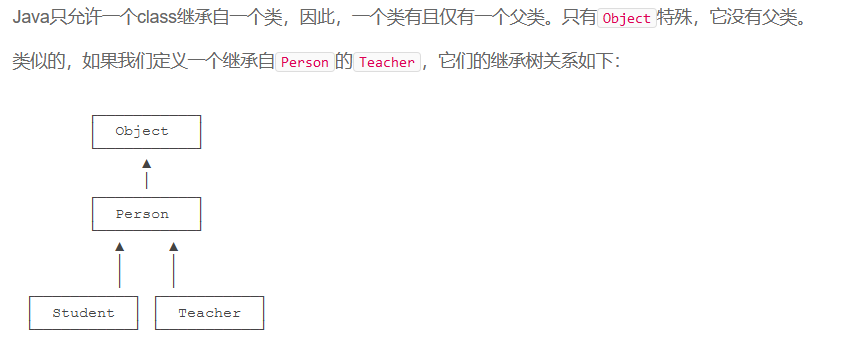 Java只允许一个class继承自一个类，因此，一个类有且仅有一个父类。只有Object特殊，它没有父类。
类似的，如果我们定义一个继承自Person的Teacher，它们的继承树关系如下：
Object
Person
Student Teacher